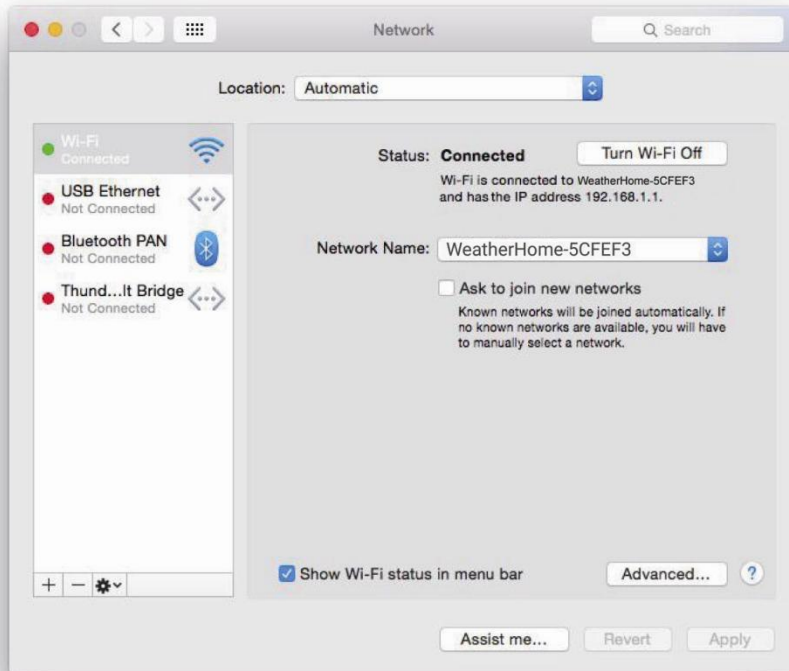 Network
Search
Location: Automatic
Wi-Fi
Connected
USB Ethernet
Not Connected
Bluetooth PAN
Not Connected
Thund...lt Bridge
Not Connected
Status: Connected
Turn Wi-Fi Off
Wi-Fi is connected to WeatherHome-5CFEF3
and has the IP address 192.168.1.1.
Network Name: WeatherHome-5CFEF3
Ask to join new networks
Known networks will be joined automatically. If
no known networks are available, you will have
to manually select a network.
Show Wi-Fi status in menu bar
Advanced...
?
Assist me...
Revert
Apply